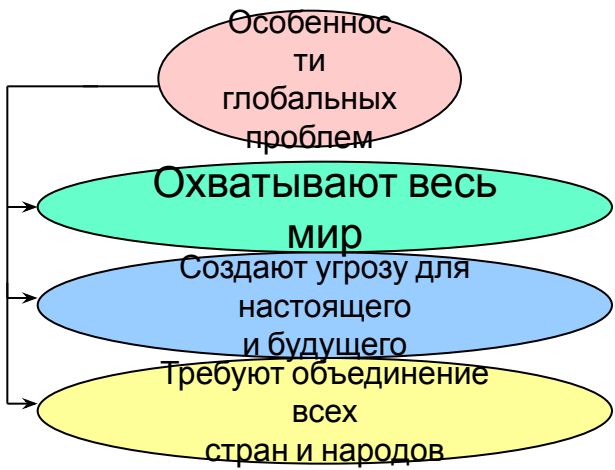 Особеннос
ти
глобальных
проблем
Охватывают весь
мир
Создают угрозу для
настоящего
и будущего
Требуют объединение
всех
стран и народов